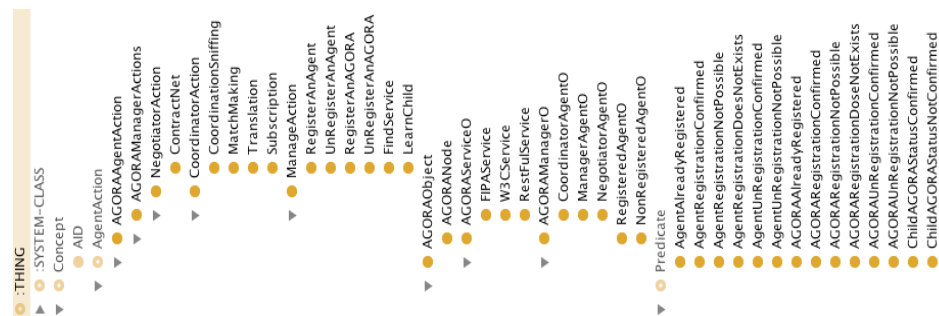 :THING
:SYSTEM-CLASS
Concept
AID
AgentAction
AGORAAgentAction
AGORAManagerActions
NegotiatorAction
ContractNet
CoordinatorAction
CoordinationSniffing
MatchMaking
Translation
Subscription
ManageAction
RegisterAnAgent
UnRegisterAnAgent
RegisterAnAGORA
UnRegisterAnAGORA
FindService
LearnChild
AGORAObject
AGORANode
AGORAServiceO
FIPAService
W3CService
RestFulService
AGORAManagerO
CoordinatorAgentO
ManagerAgentO
NegotiatorAgentO
RegisteredAgentO
NonRegisteredAgentO
Predicate
AgentAlreadyRegistered
AgentRegistrationConfirmed
AgentRegistrationNotPossible
AgentRegistrationDoesNotExists
AgentUnRegistrationConfirmed
AgentUnRegistrationNotPossible
AGORAAlreadyRegistered
AGORARegistrationConfirmed
AGORARegistrationNotPossible
AGORARegistrationDoseNotExists
AGORAUnRegistrationConfirmed
AGORAUnRegistrationNotPossible
ChildAGORAStatusConfirmed
ChildAGORAStatusNotConfirmed